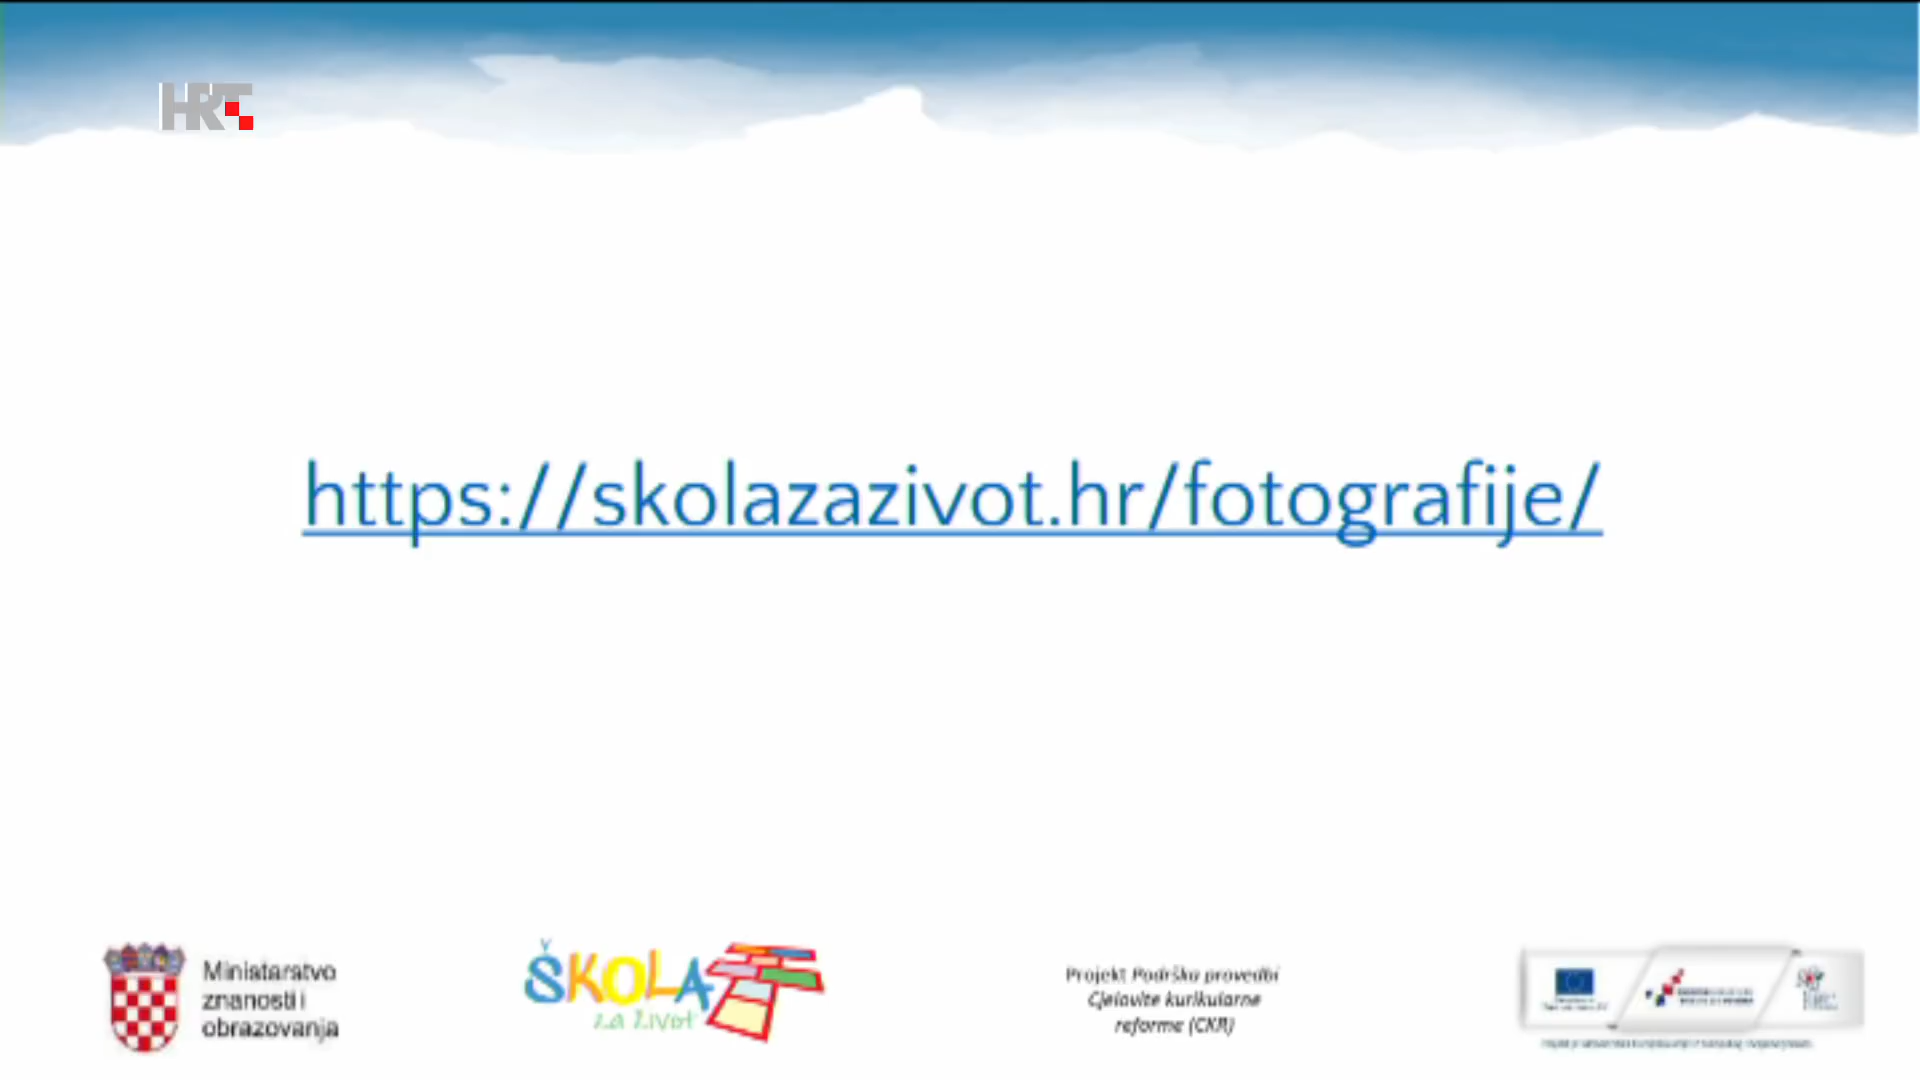 HRT
https://skolazazivot.hr/fotografije/
Ministarstvo
znanosti i
obrazovanja
ŠKOLA
za život
Projekt Podrška provedbi
Cjelovite kurikularne
reforme (CKR)